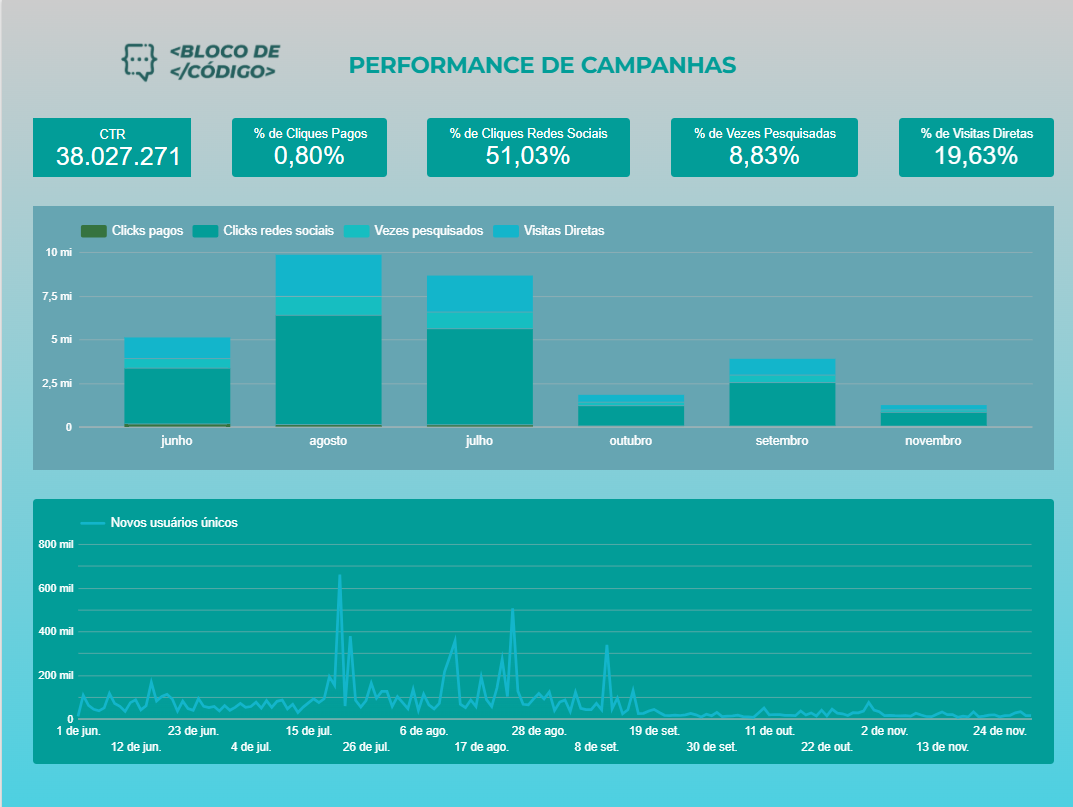 <BLOCO DE
</CÓDIGO>
PERFORMANCE DE CAMPANHAS
CTR
38.027.271
% de Cliques Pagos
0,80%
% de Cliques Redes Sociais
51,03%
% de Vezes Pesquisadas
8,83%
% de Visitas Diretas
19,63%
Clicks pagos Clicks redes sociais Vezes pesquisados Visitas Diretas
10 mi
7,5 mi
5 mi
2,5 mi
0
junho agosto julho outubro setembro novembro
Novos usuários únicos
800 mil
600 mil
400 mil
200 mil
0
1 de jun. 23 de jun. 15 de jul. 6 de ago. 28 de ago. 19 de set. 11 de out. 2 de nov. 24 de nov.
12 de jun. 4 de jul. 26 de jul. 17 de ago. 8 de set. 30 de set. 22 de out. 13 de nov.